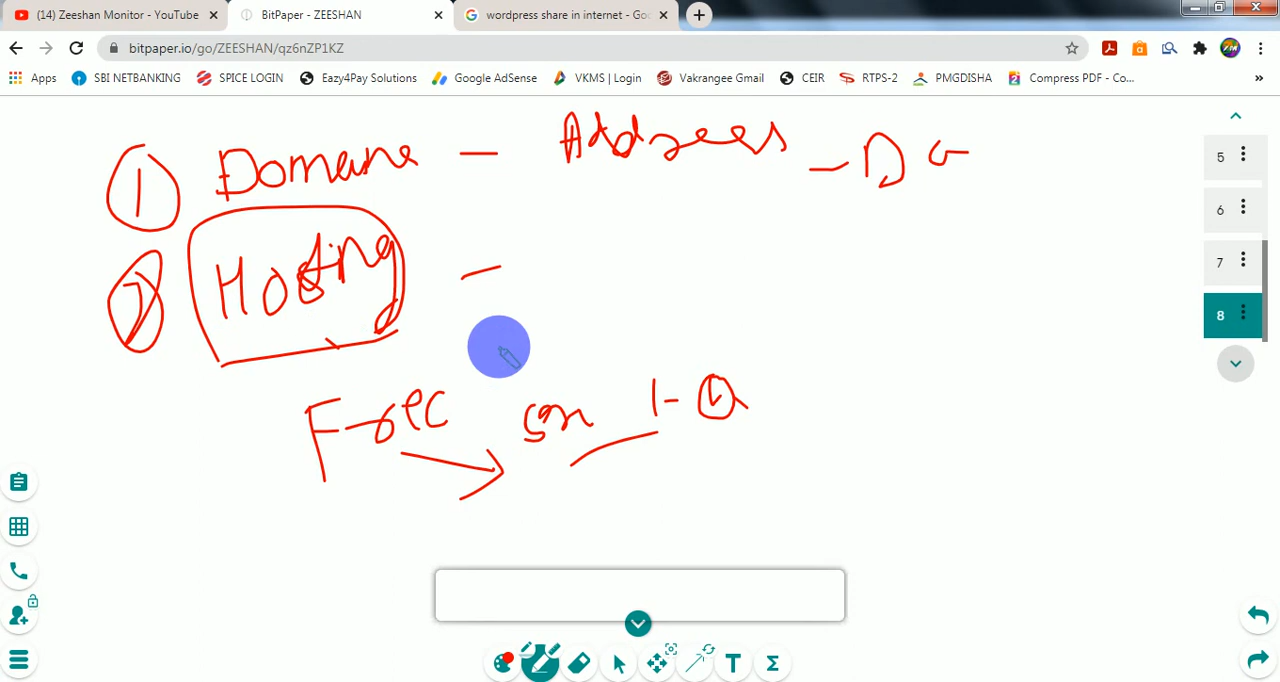 (14) Zeeshan Monitor - YouTube
BitPaper - ZEESHAN
wordpress share in internet - Goo
bitpaper.io/go/ZEESHAN/qz6nZP1KZ
Apps SBI NETBANKING SPICE LOGIN Eazy4Pay Solutions Google AdSense VKMS | Login Vakrangee Gmail CEIR RTPS-2 PMGDISHA Compress PDF - Co... »
① Domane - Addsees - D
② Hosting -
Free 1-
5
6
7
8
T Σ